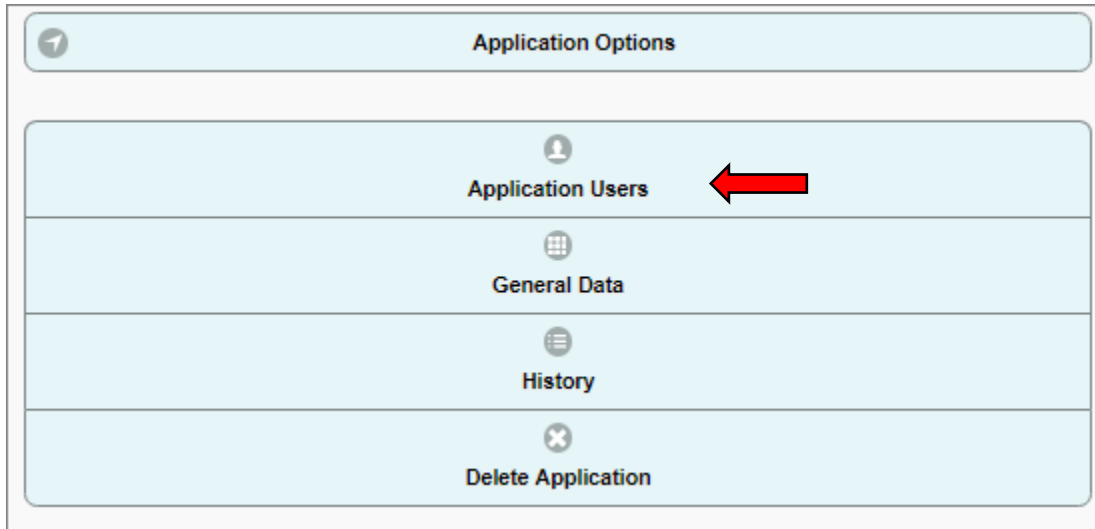 Application Options
Application Users
General Data
History
Delete Application